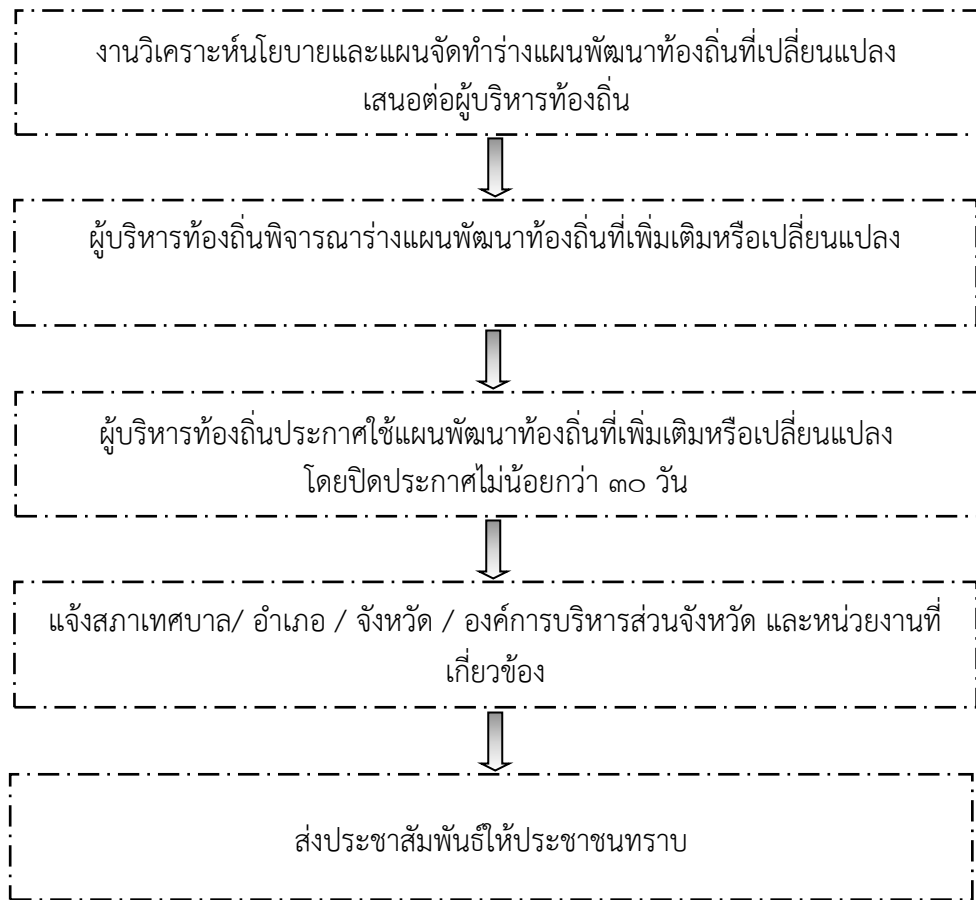 งานวิเคราะห์นโยบายและแผนจัดทำร่างแผนพัฒนาท้องถิ่นที่เปลี่ยนแปลง
เสนอต่อผู้บริหารท้องถิ่น
ผู้บริหารท้องถิ่นพิจารณาร่างแผนพัฒนาท้องถิ่นที่เพิ่มเติมหรือเปลี่ยนแปลง
ผู้บริหารท้องถิ่นประกาศใช้แผนพัฒนาท้องถิ่นที่เพิ่มเติมหรือเปลี่ยนแปลง
โดยปิดประกาศไม่น้อยกว่า ๓๐ วัน
แจ้งสภาเทศบาล/ อำเภอ / จังหวัด / องค์การบริหารส่วนจังหวัด และหน่วยงานที่
เกี่ยวข้อง
ส่งประชาสัมพันธ์ให้ประชาชนทราบ